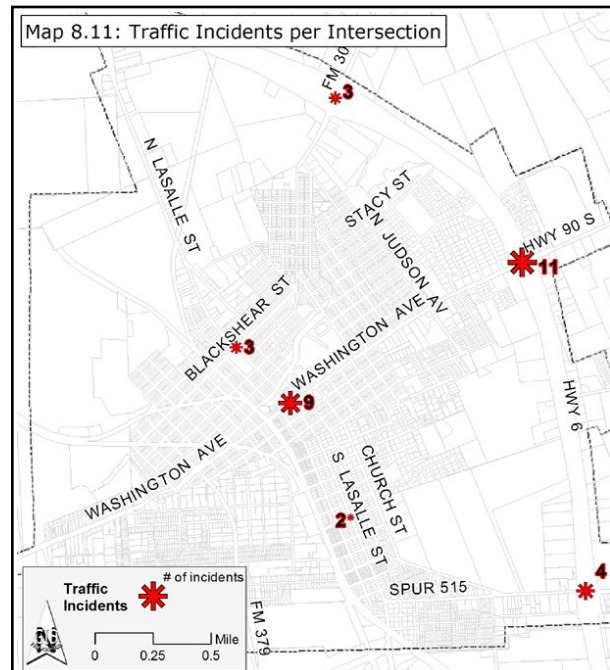 Map 8.11: Traffic Incidents per Intersection
FM 30
3
N LASALLE ST
STACY ST
N JUDSON AV
HWY 90 S
11
BLACKSHEAR ST
3
WASHINGTON AVE
9
HWY 6
WASHINGTON AVE
CHURCH ST
S LASALLE ST
2
4
SPUR 515
FM 379
Traffic
Incidents
# of incidents
Mile
0 0.25 0.5